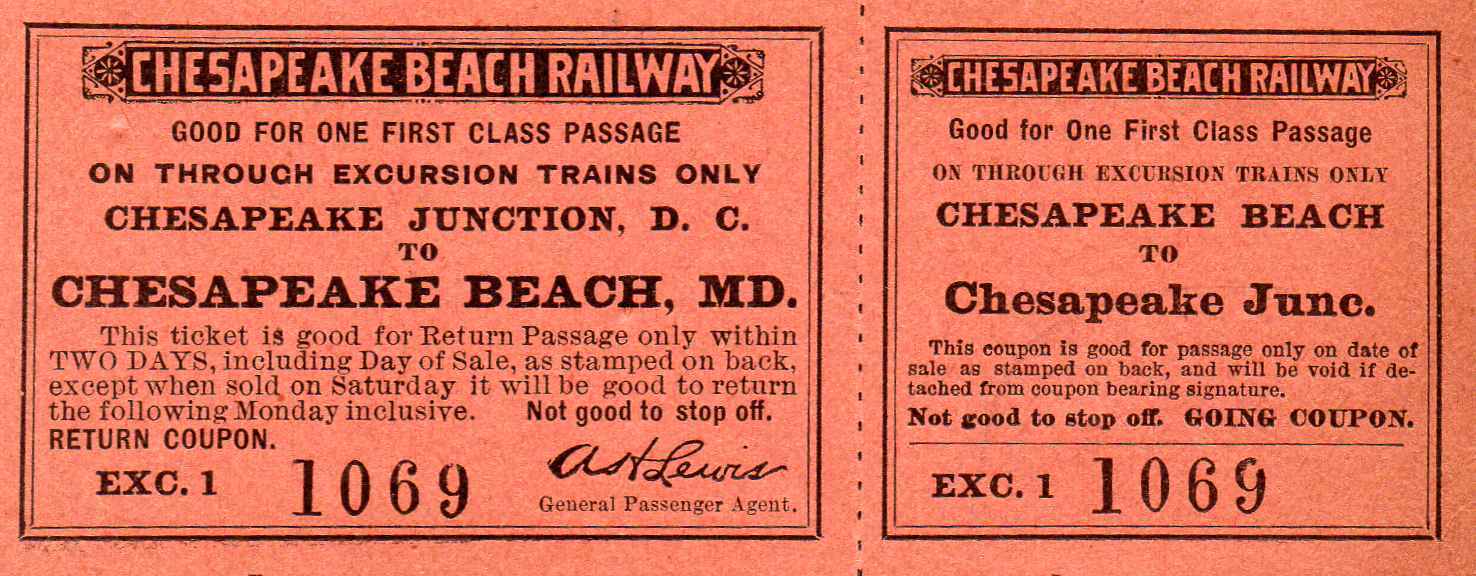 CHESAPEAKE BEACH RAILWAY
GOOD FOR ONE FIRST CLASS PASSAGE
ON THROUGH EXCURSION TRAINS ONLY
CHESAPEAKE JUNCTION, D. C.
TO
CHESAPEAKE BEACH, MD.
This ticket is good for Return Passage only within
TWO DAYS, including Day of Sale, as stamped on back,
except when sold on Saturday it will be good to return
the following Monday inclusive. Not good to stop off.
RETURN COUPON.
EXC. 1 1069
A H Lewis
General Passenger Agent.
CHESAPEAKE BEACH RAILWAY
Good for One First Class Passage
ON THROUGH EXCURSION TRAINS ONLY
CHESAPEAKE BEACH
TO
Chesapeake Junc.
This coupon is good for passage only on date of
sale as stamped on back, and will be void if de-
tached from coupon bearing signature.
Not good to stop off. GOING COUPON.
EXC. 1 1069